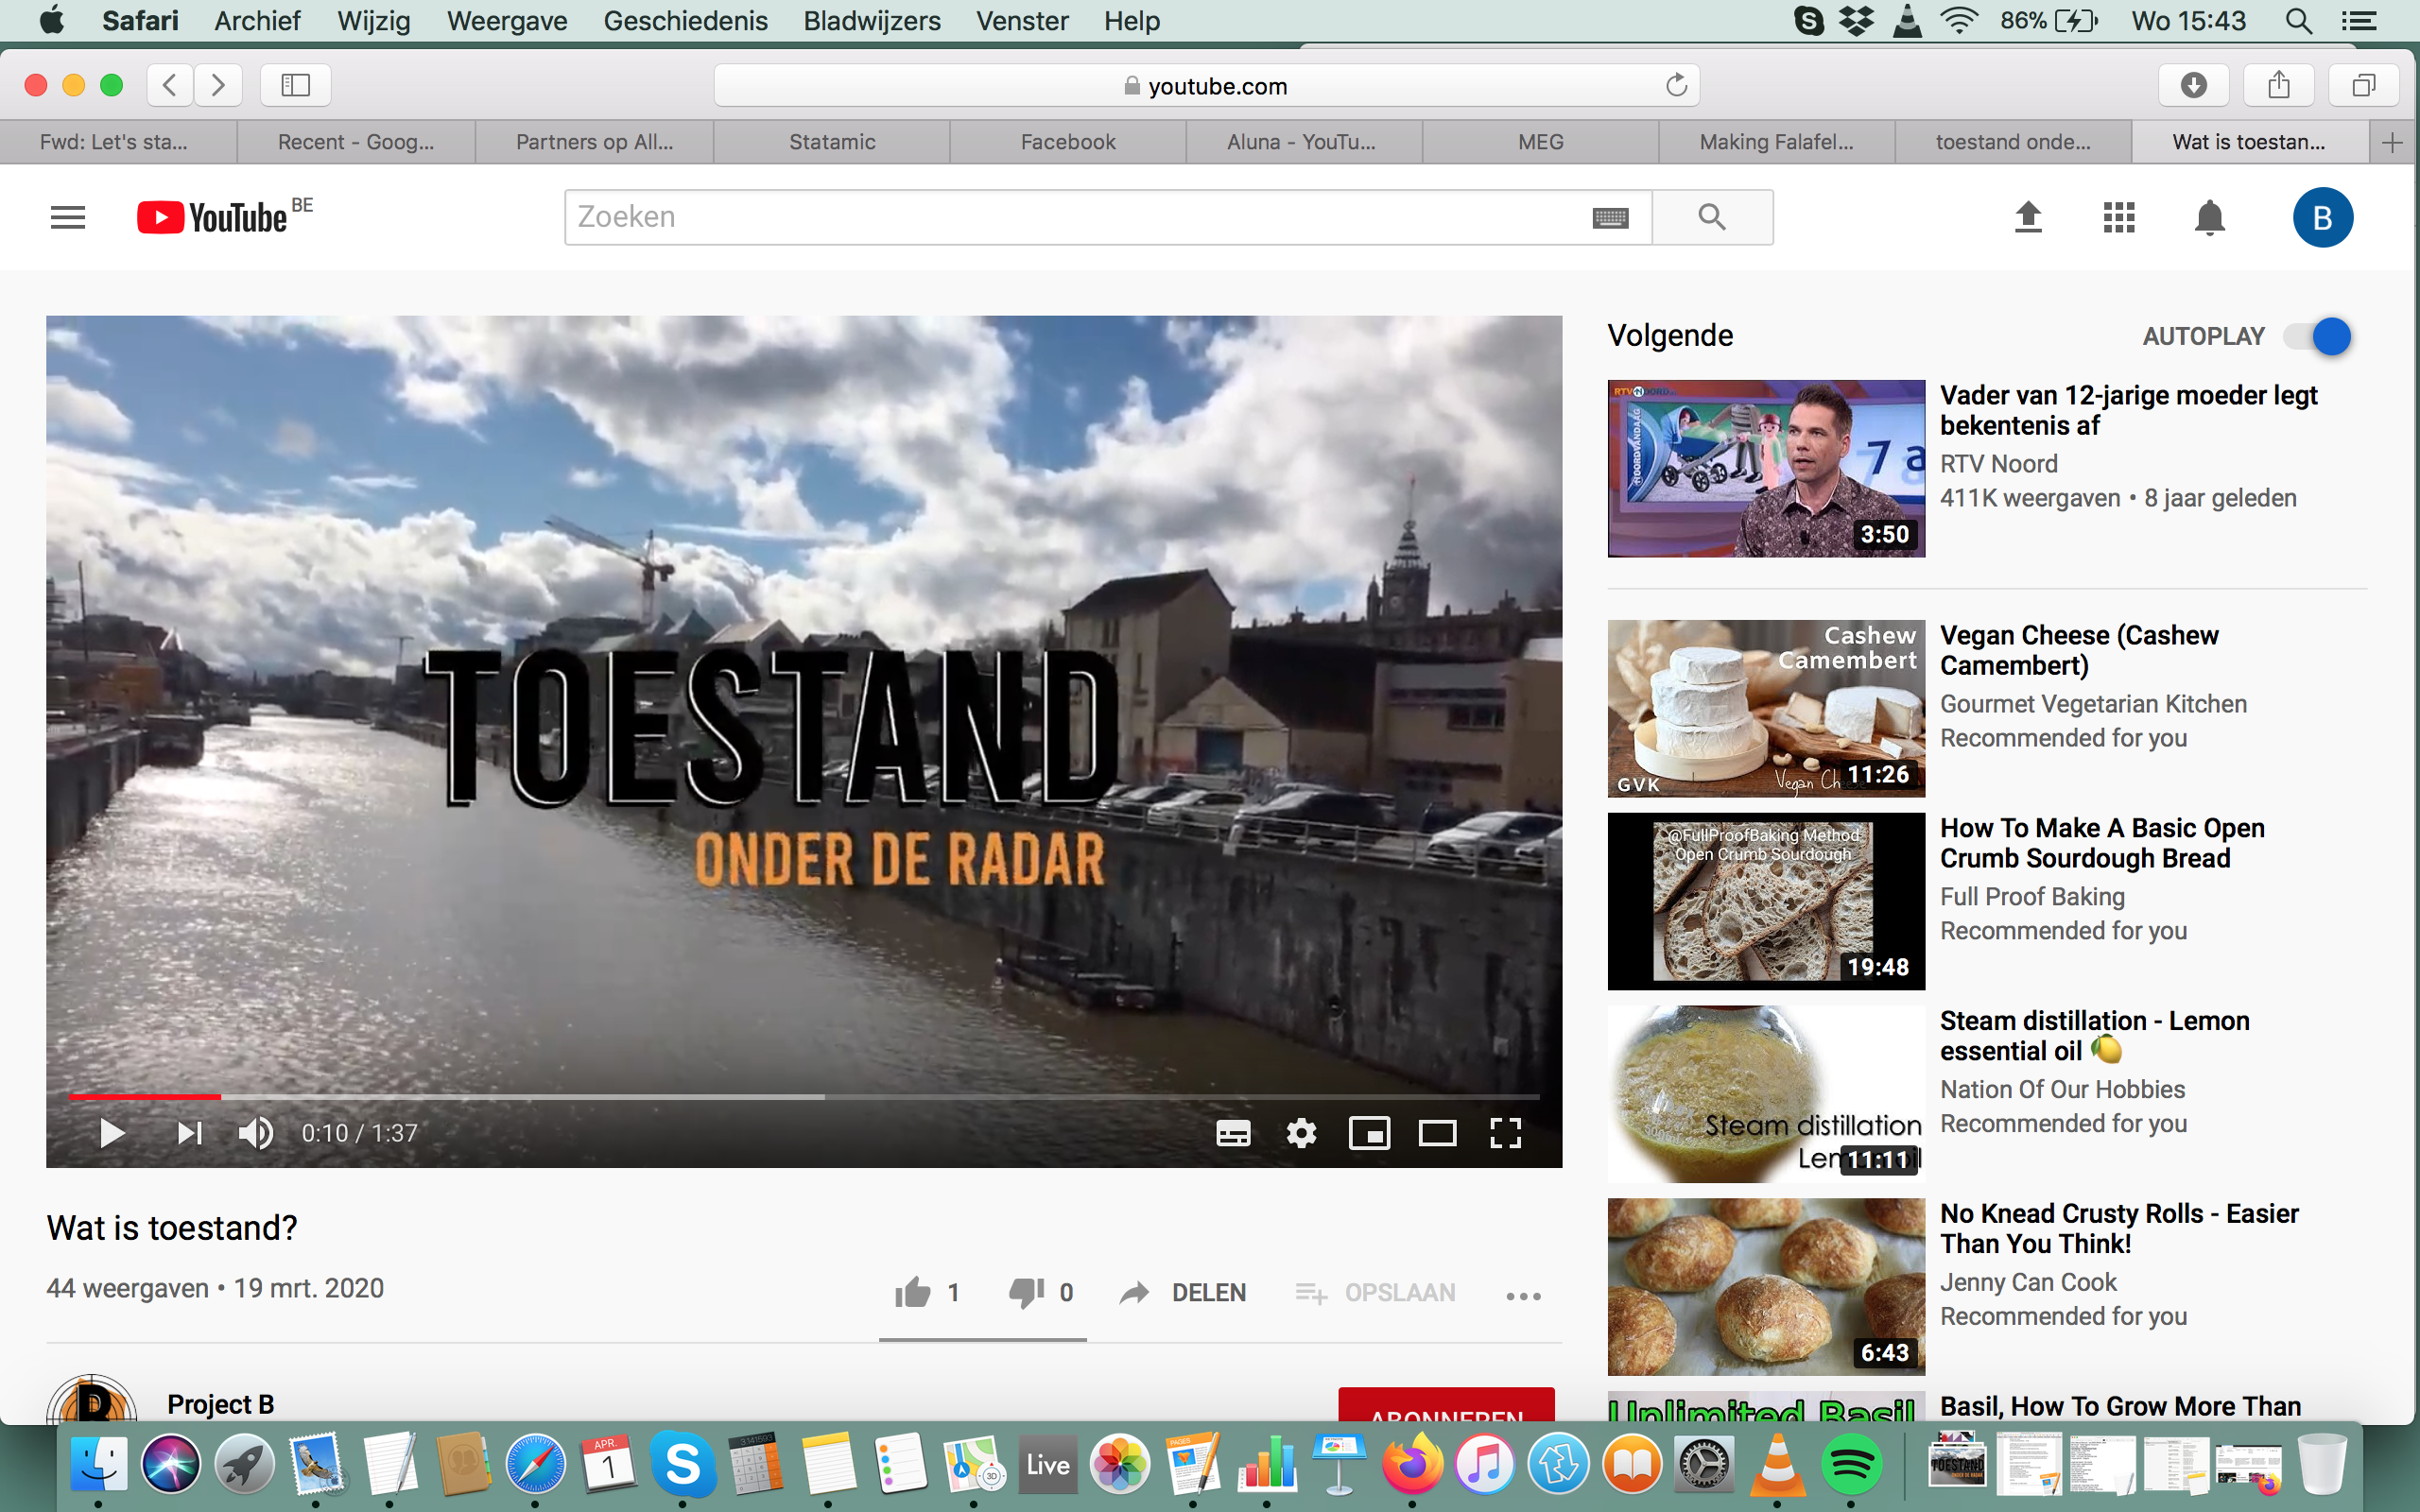 Safari Archief Wijzig Weergave Geschiedenis Bladwijzers Venster Help 86% Wo 15:43
youtube.com
Fwd: Let's sta... Recent - Goog... Partners op All... Statamic Facebook Aluna - YouTu... MEG Making Falafel... toestand onde... Wat is toestan...
YouTube BE
Zoeken
B
TOESTAND
ONDER DE RADAR
0:10 / 1:37
Wat is toestand?
44 weergaven • 19 mrt. 2020
1 0 DELEN OPSLAAN
Project B
ABONNEREN
Volgende AUTOPLAY
RTV NOORD
7 a
3:50
Vader van 12-jarige moeder legt
bekentenis af
RTV Noord
411K weergaven • 8 jaar geleden
Cashew
Camembert
GVK
Vegan Ch
11:26
Vegan Cheese (Cashew
Camembert)
Gourmet Vegetarian Kitchen
Recommended for you
@FullProofBaking Method
Open Crumb Sourdough
19:48
How To Make A Basic Open
Crumb Sourdough Bread
Full Proof Baking
Recommended for you
Steam distillation
Lem oil
11:11
Steam distillation - Lemon
essential oil 🍋
Nation Of Our Hobbies
Recommended for you
6:43
No Knead Crusty Rolls - Easier
Than You Think!
Jenny Can Cook
Recommended for you
Unlimited Basil
Basil, How To Grow More Than
APR.
1
S
3D
Live
PAGES
TOESTAND